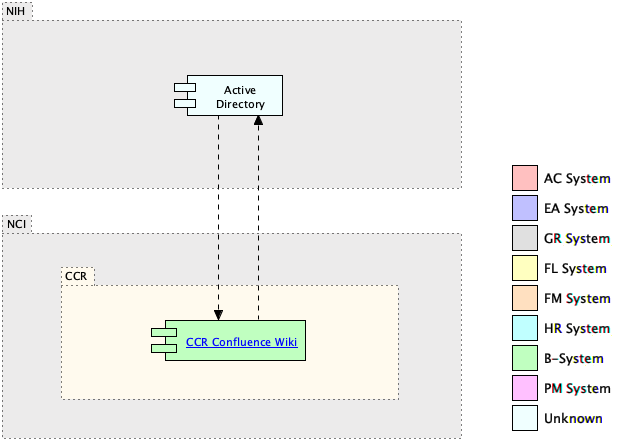 NIH
Active
Directory
NCI
CCR
CCR Confluence Wiki
AC System
EA System
GR System
FL System
FM System
HR System
B-System
PM System
Unknown